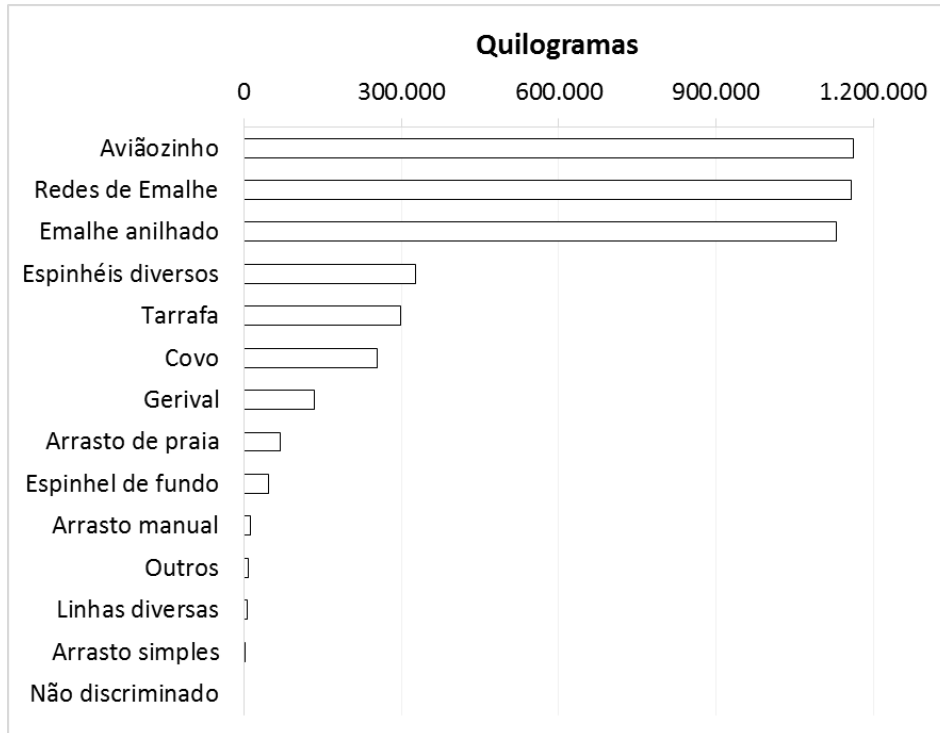 Quilogramas
0 300.000 600.000 900.000 1.200.000
Aviãozinho
Redes de Emalhe
Emalhe anilhado
Espinhéis diversos
Tarrafa
Covo
Gerival
Arrasto de praia
Espinhel de fundo
Arrasto manual
Outros
Linhas diversas
Arrasto simples
Não discriminado